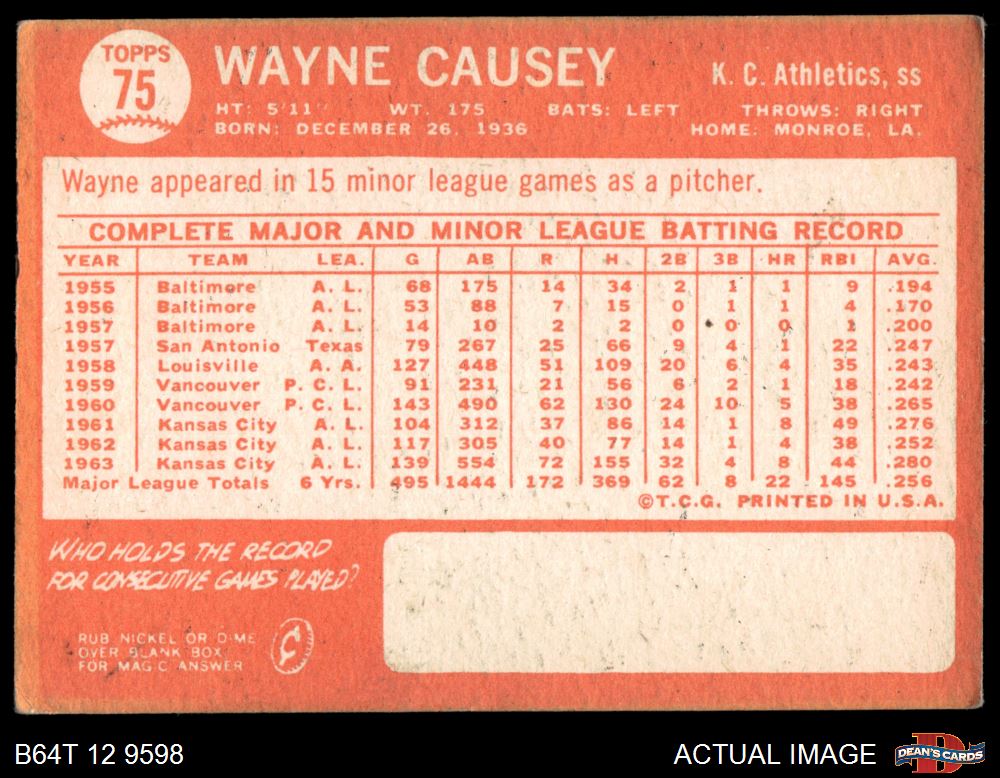 TOPPS
75
WAYNE CAUSEY
K. C. Athletics, ss
HT: 5'11" WT. 175 BATS: LEFT THROWS: RIGHT
BORN: DECEMBER 26, 1936 HOME: MONROE, LA.
Wayne appeared in 15 minor league games as a pitcher.
COMPLETE MAJOR AND MINOR LEAGUE BATTING RECORD
YEAR TEAM LEA. G AB R H 2B 3B HR RBI AVG.
1955 Baltimore A. L. 68 175 14 34 2 1 1 9 .194
1956 Baltimore A. L. 53 88 7 15 0 1 1 4 .170
1957 Baltimore A. L. 14 10 2 2 0 0 0 1 .200
1957 San Antonio Texas 79 267 25 66 9 4 1 22 .247
1958 Louisville A. A. 127 448 51 109 20 6 4 35 .243
1959 Vancouver P. C. L. 91 231 21 56 6 2 1 18 .242
1960 Vancouver P. C. L. 143 490 62 130 24 10 5 38 .265
1961 Kansas City A. L. 104 312 37 86 14 1 8 49 .276
1962 Kansas City A. L. 117 305 40 77 14 1 4 38 .252
1963 Kansas City A. L. 139 554 72 155 32 4 8 44 .280
Major League Totals 6 Yrs. 495 1444 172 369 62 8 22 145 .256
©T.C.G. PRINTED IN U.S.A.
WHO HOLDS THE RECORD
FOR CONSECUTIVE GAMES PLAYED?
RUB NICKEL OR DIME
OVER BLANK BOX
FOR MAGIC ANSWER
B64T 12 9598
ACTUAL IMAGE
DEAN'S CARDS